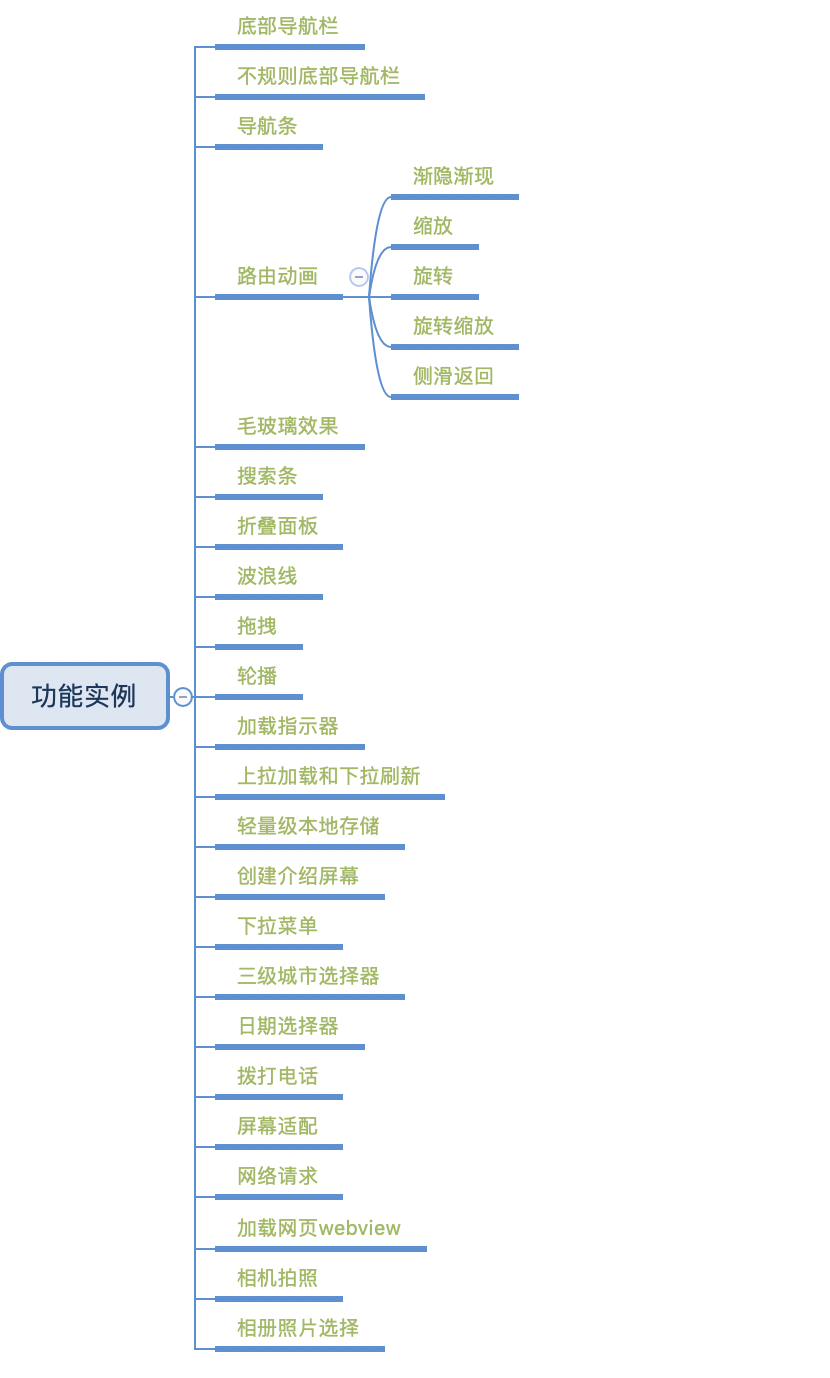 功能实例
底部导航栏
不规则底部导航栏
导航条
路由动画
渐隐渐现
缩放
旋转
旋转缩放
侧滑返回
毛玻璃效果
搜索条
折叠面板
波浪线
拖拽
轮播
加载指示器
上拉加载和下拉刷新
轻量级本地存储
创建介绍屏幕
下拉菜单
三级城市选择器
日期选择器
拨打电话
屏幕适配
网络请求
加载网页webview
相机拍照
相册照片选择